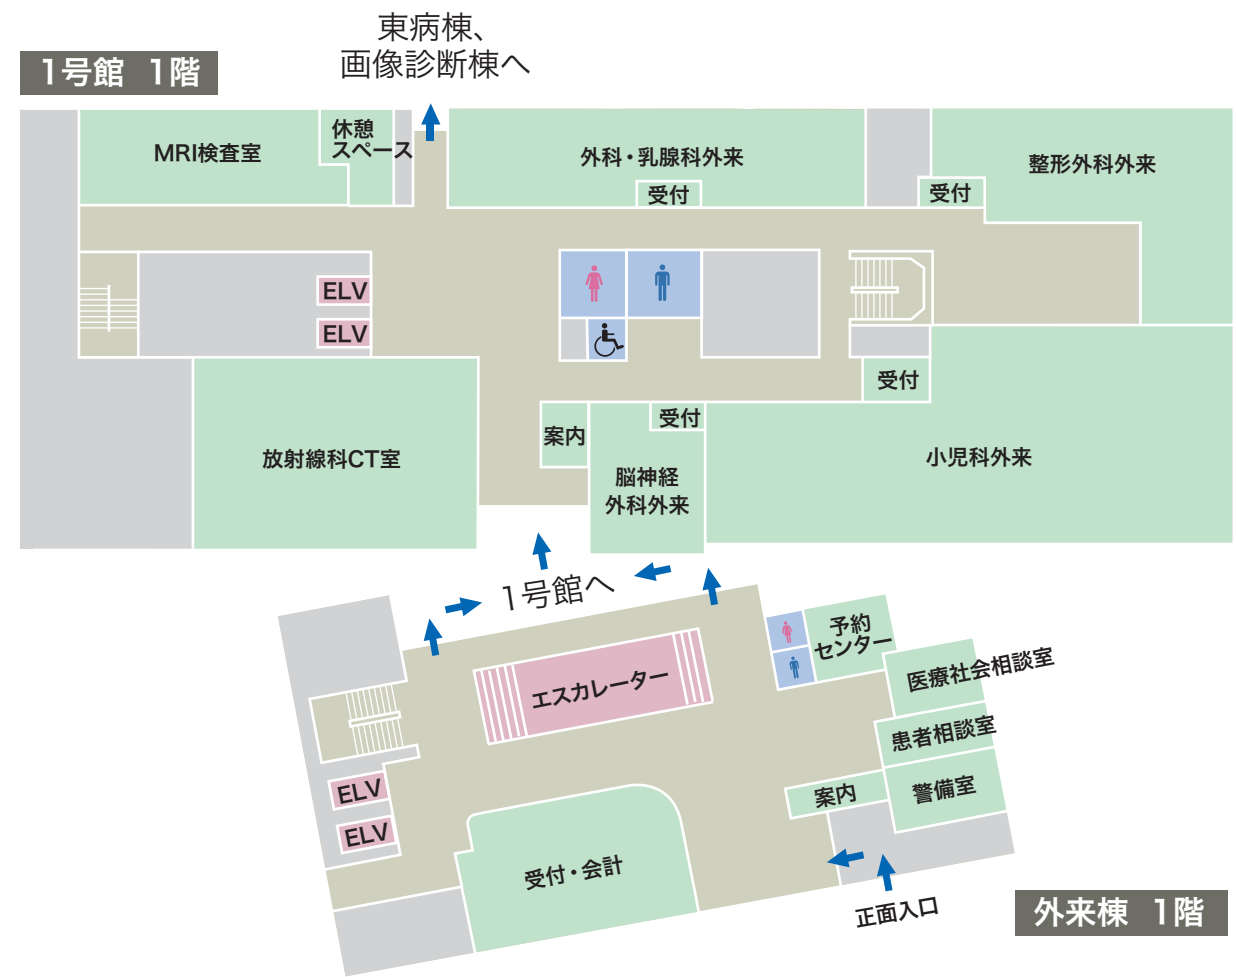 東病棟、
画像診断棟へ
1号館 1階
MRI検査室
休憩
スペース
外科・乳腺科外来
受付
整形外科外来
受付
ELV
ELV
受付
放射線科CT室
案内
受付
脳神経
外科外来
小児科外来
1号館へ
エスカレーター
予約
センター
医療社会相談室
患者相談室
警備室
案内
ELV
ELV
受付・会計
正面入口
外来棟 1階